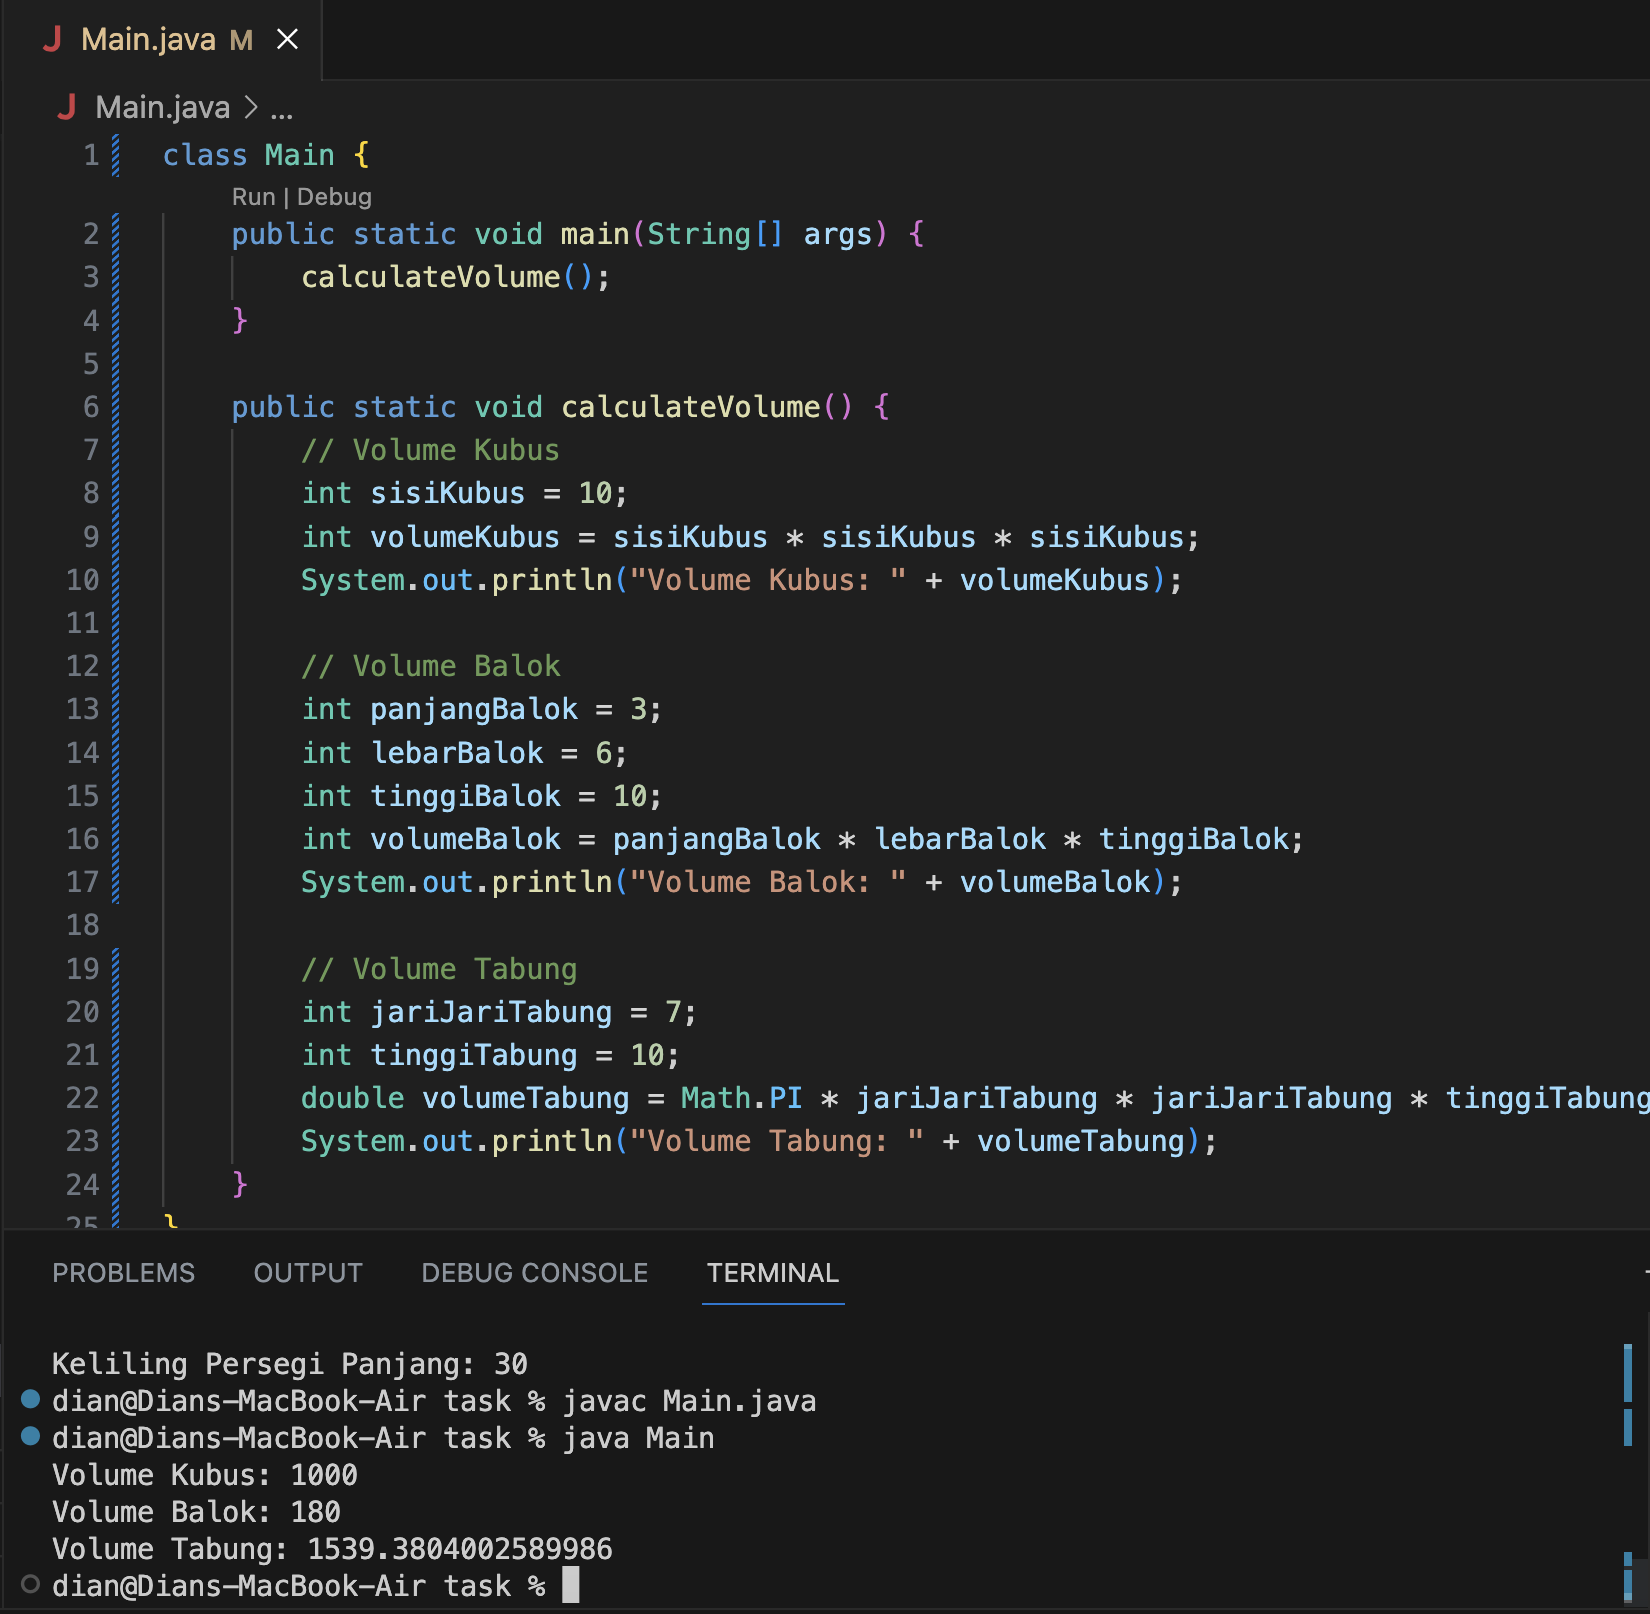 J Main.java M ×
J Main.java > ...
1 class Main {
Run | Debug
2 public static void main(String[] args) {
3 calculateVolume();
4 }
5
6 public static void calculateVolume() {
7 // Volume Kubus
8 int sisiKubus = 10;
9 int volumeKubus = sisiKubus * sisiKubus * sisiKubus;
10 System.out.println("Volume Kubus: " + volumeKubus);
11
12 // Volume Balok
13 int panjangBalok = 3;
14 int lebarBalok = 6;
15 int tinggiBalok = 10;
16 int volumeBalok = panjangBalok * lebarBalok * tinggiBalok;
17 System.out.println("Volume Balok: " + volumeBalok);
18
19 // Volume Tabung
20 int jariJariTabung = 7;
21 int tinggiTabung = 10;
22 double volumeTabung = Math.PI * jariJariTabung * jariJariTabung * tinggiTabung
23 System.out.println("Volume Tabung: " + volumeTabung);
24 }
25 }
PROBLEMS OUTPUT DEBUG CONSOLE TERMINAL
Keliling Persegi Panjang: 30
dian@Dians-MacBook-Air task % javac Main.java
dian@Dians-MacBook-Air task % java Main
Volume Kubus: 1000
Volume Balok: 180
Volume Tabung: 1539.3804002589986
dian@Dians-MacBook-Air task %